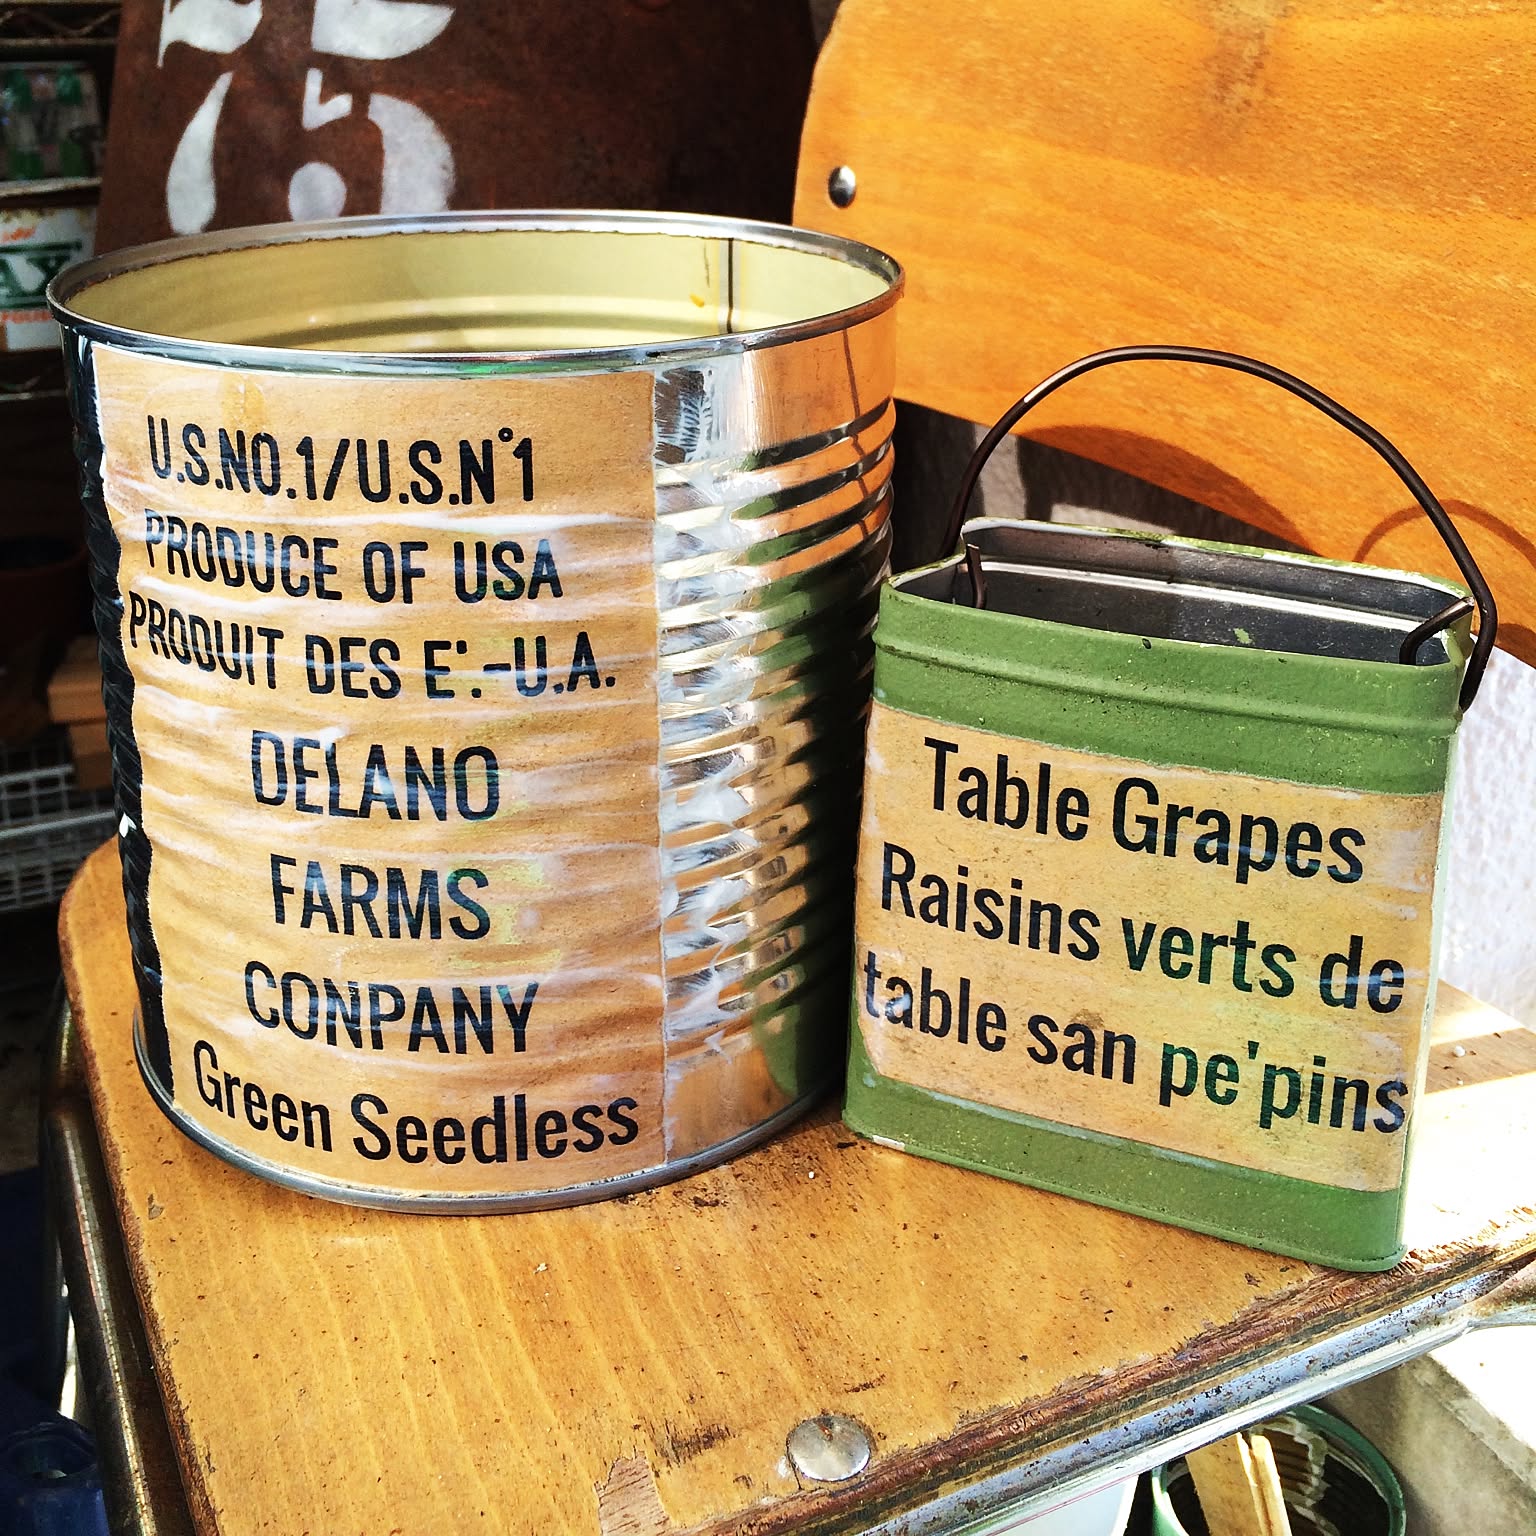 75
U.S.NO.1/U.S.N°1
PRODUCE OF USA
PRODUIT DES E:-U.A.
DELANO
FARMS
CONPANY
Green Seedless
Table Grapes
Raisins verts de
table san pe'pins